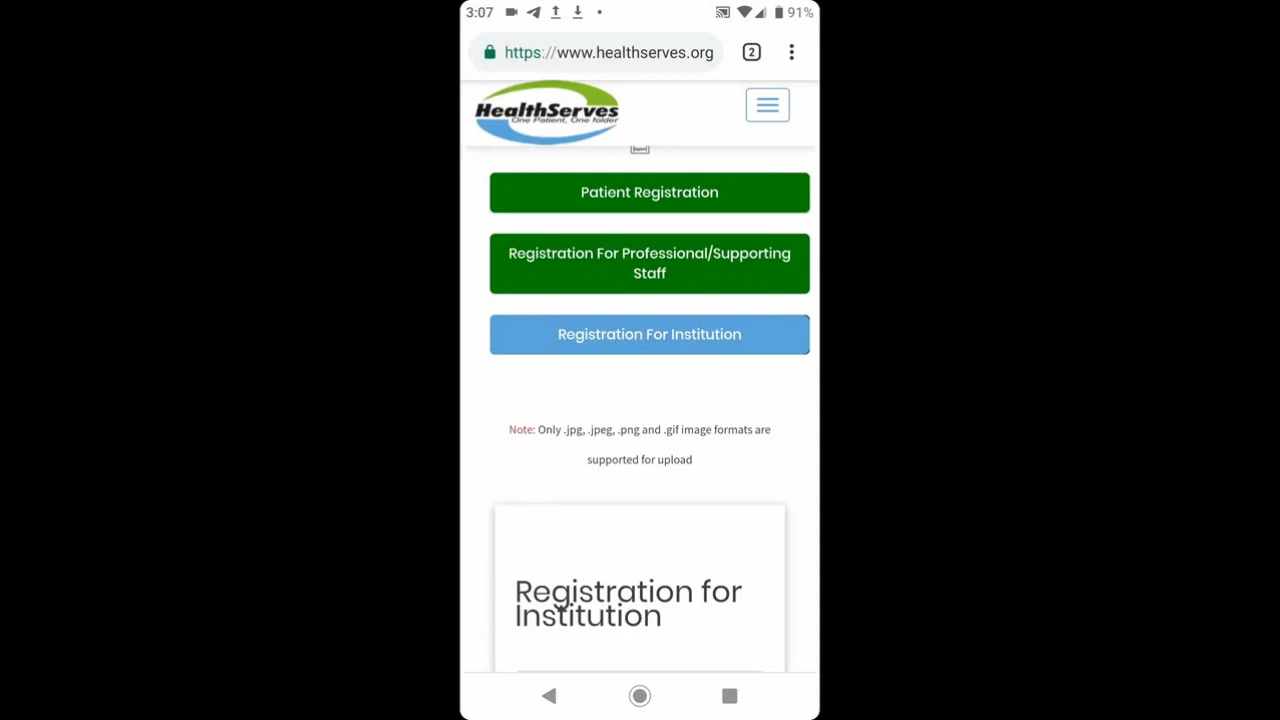 3:07
91%
https://www.healthserves.org
2
HealthServes
One Patient, One folder
Patient Registration
Registration For Professional/Supporting
Staff
Registration For Institution
Note: Only .jpg, .jpeg, .png and .gif image formats are
supported for upload
Registration for
Institution